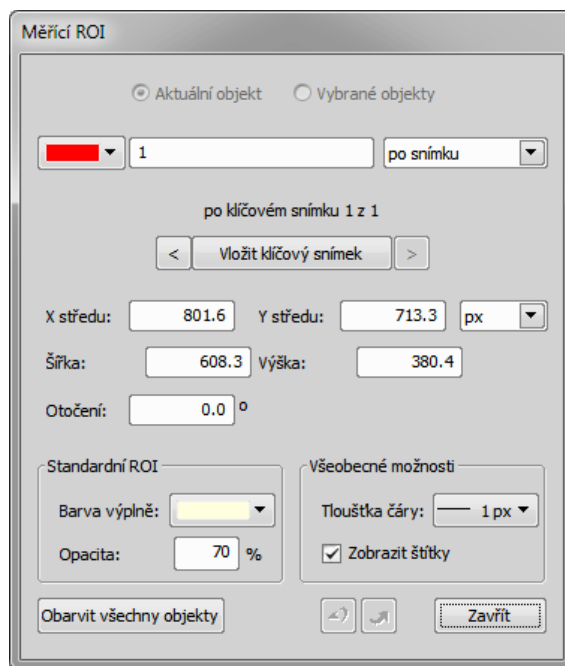 Měřící ROI
Aktuální objekt Vybrané objekty
1 po snímku
po klíčovém snímku 1 z 1
< Vložit klíčový snímek >
X středu: 801.6 Y středu: 713.3 px
Šířka: 608.3 Výška: 380.4
Otočení: 0.0 °
Standardní ROI Všeobecné možnosti
Barva výplně: Tloušťka čáry: 1 px
Opacita: 70 % Zobrazit štítky
Obarvit všechny objekty Zavřít